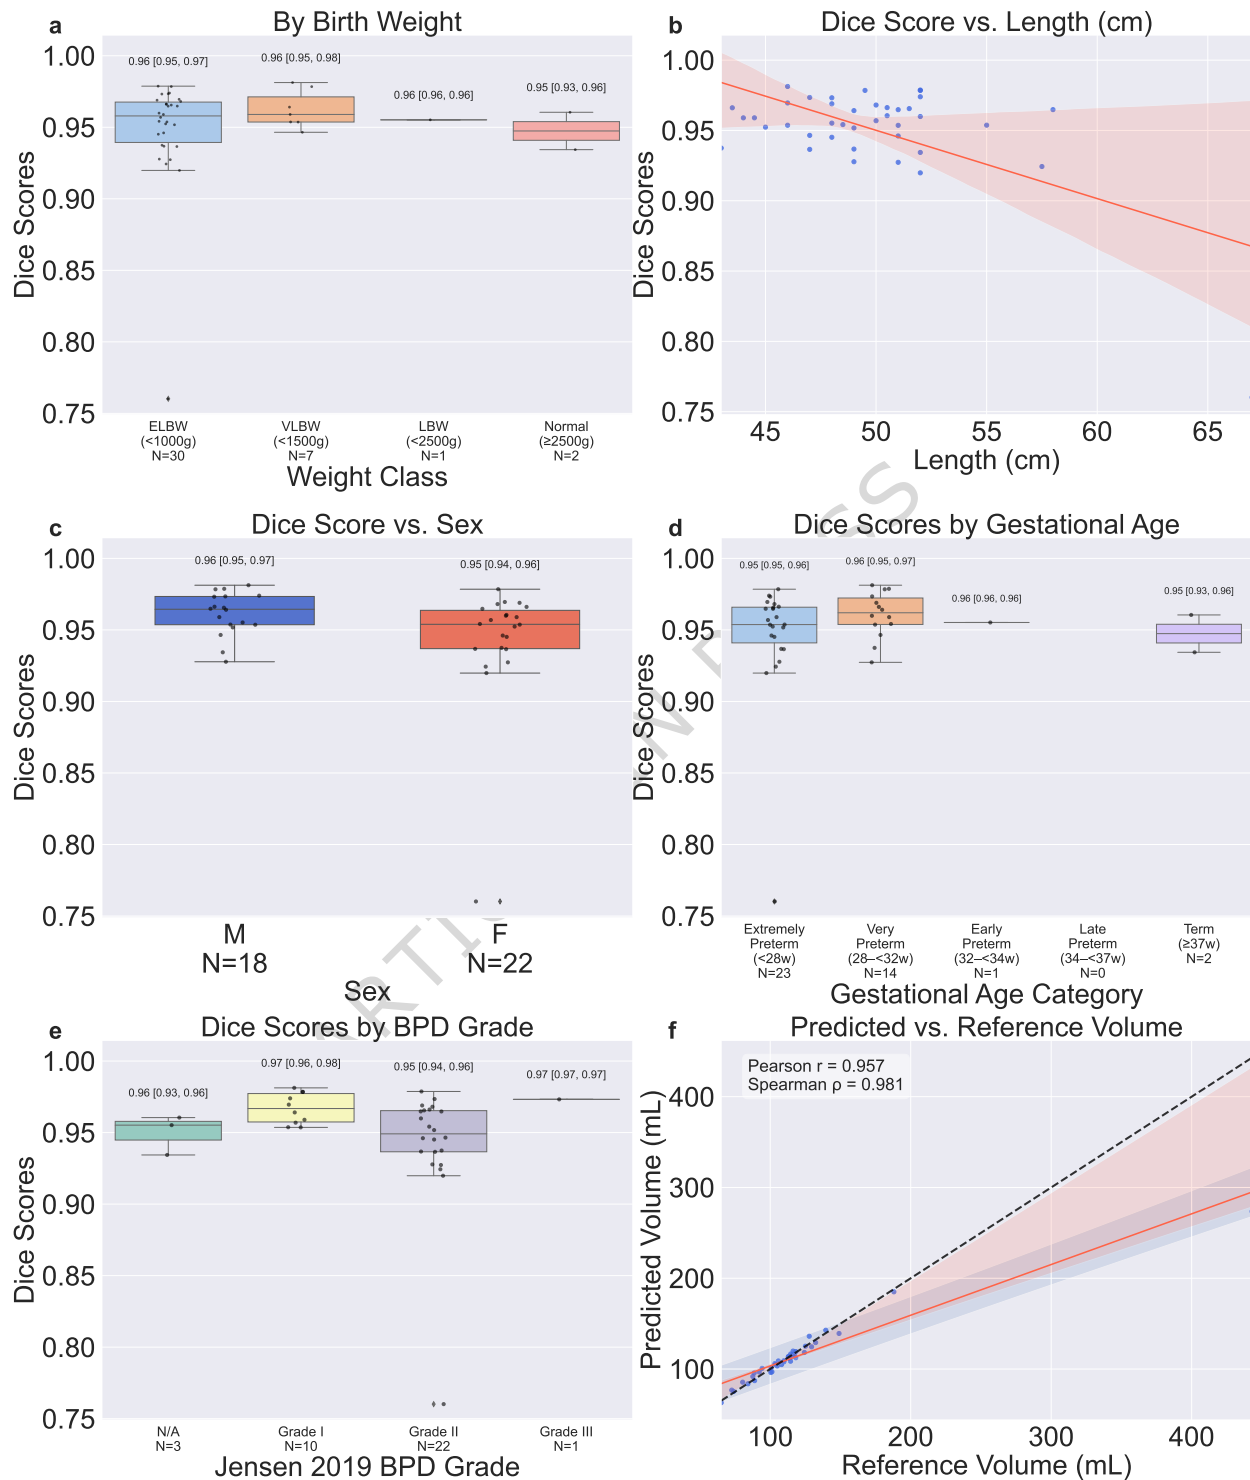 a
By Birth Weight
1.00
0.95
0.90
0.85
0.80
0.75
Dice Scores
0.96 [0.95, 0.97]
0.96 [0.95, 0.98]
0.96 [0.96, 0.96]
0.95 [0.93, 0.96]
ELBW
(<1000g)
N=30
VLBW
(<1500g)
N=7
LBW
(<2500g)
N=1
Normal
(≥2500g)
N=2
Weight Class
b
Dice Score vs. Length (cm)
1.00
0.95
0.90
0.85
0.80
0.75
Dice Scores
45
50
55
60
65
Length (cm)
c
Dice Score vs. Sex
1.00
0.95
0.90
0.85
0.80
0.75
Dice Scores
0.96 [0.95, 0.97]
0.95 [0.94, 0.96]
M
N=18
F
N=22
Sex
d
Dice Scores by Gestational Age
1.00
0.95
0.90
0.85
0.80
0.75
Dice Scores
0.95 [0.95, 0.96]
0.96 [0.95, 0.97]
0.96 [0.96, 0.96]
0.95 [0.93, 0.96]
Extremely
Preterm
(<28w)
N=23
Very
Preterm
(28–<32w)
N=14
Early
Preterm
(32–<34w)
N=1
Late
Preterm
(34–<37w)
N=0
Term
(≥37w)
N=2
Gestational Age Category
e
Dice Scores by BPD Grade
1.00
0.95
0.90
0.85
0.80
0.75
Dice Scores
0.96 [0.93, 0.96]
0.97 [0.96, 0.98]
0.95 [0.94, 0.96]
0.97 [0.97, 0.97]
N/A
N=3
Grade I
N=10
Grade II
N=22
Grade III
N=1
Jensen 2019 BPD Grade
f
Predicted vs. Reference Volume
Pearson r = 0.957
Spearman ρ = 0.981
400
300
200
100
Predicted Volume (mL)
100
200
300
400
Reference Volume (mL)